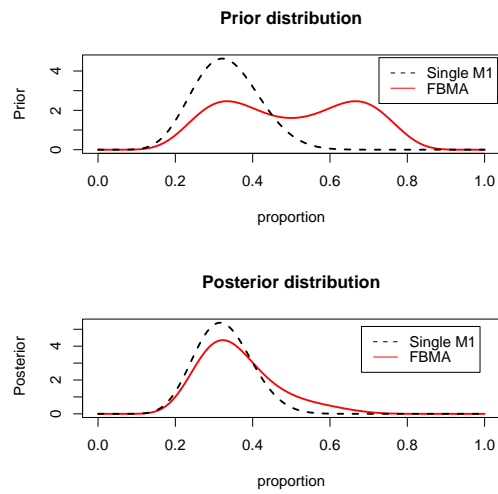 Prior distribution
Prior
0 2 4
Single M1
FBMA
0.0 0.2 0.4 0.6 0.8 1.0
proportion
Posterior distribution
Posterior
0 2 4
Single M1
FBMA
0.0 0.2 0.4 0.6 0.8 1.0
proportion